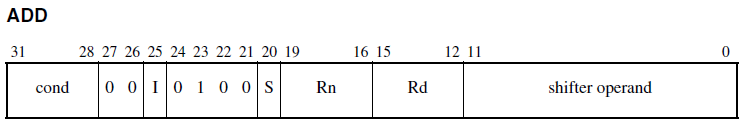 ADD
31 28 27 26 25 24 23 22 21 20 19 16 15 12 11 0
cond 0 0 I 0 1 0 0 S Rn Rd shifter operand